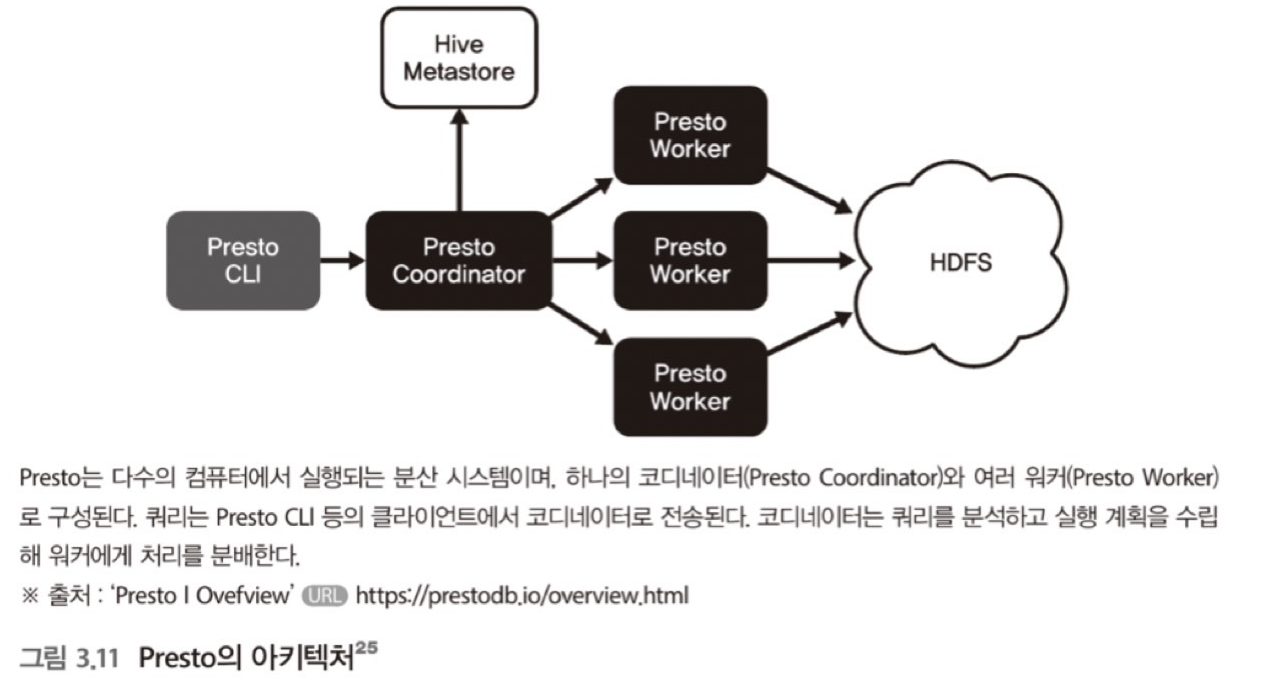 Hive
Metastore
Presto
Worker
Presto
CLI
Presto
Coordinator
Presto
Worker
HDFS
Presto
Worker
Presto는 다수의 컴퓨터에서 실행되는 분산 시스템이며, 하나의 코디네이터(Presto Coordinator)와 여러 워커(Presto Worker)
로 구성된다. 쿼리는 Presto CLI 등의 클라이언트에서 코디네이터로 전송된다. 코디네이터는 쿼리를 분석하고 실행 계획을 수립
해 워커에게 처리를 분배한다.
※ 출처 : ‘Presto l Ovefview’ URL https://prestodb.io/overview.html
그림 3.11 Presto의 아키텍처25